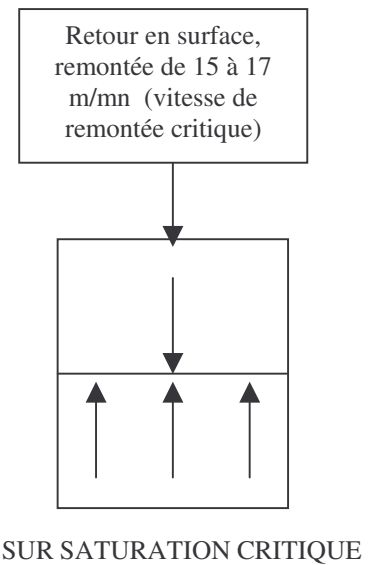 Retour en surface,
remontée de 15 à 17
m/mn (vitesse de
remontée critique)
SUR SATURATION CRITIQUE